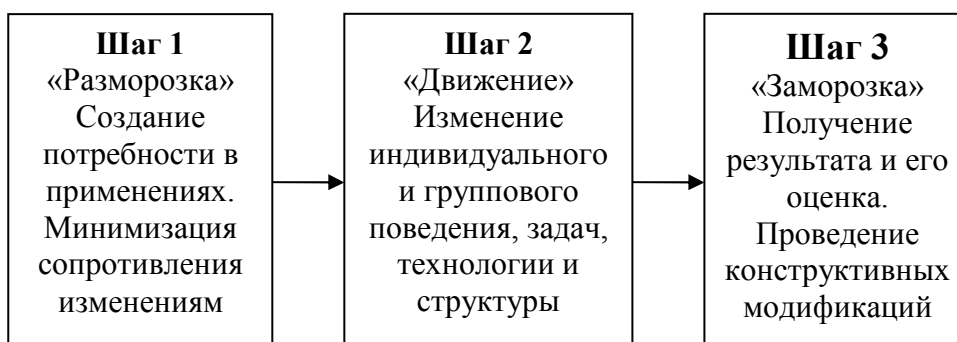 Шаг 1
«Разморозка»
Создание
потребности в
применениях.
Минимизация
сопротивления
изменениям
Шаг 2
«Движение»
Изменение
индивидуального
и группового
поведения, задач,
технологии и
структуры
Шаг 3
«Заморозка»
Получение
результата и его
оценка.
Проведение
конструктивных
модификаций